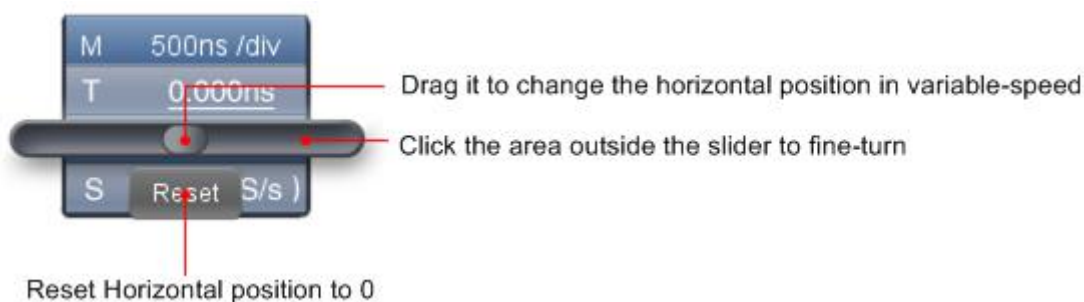 M 500ns /div
T 0.000ns
Drag it to change the horizontal position in variable-speed
Click the area outside the slider to fine-turn
S Reset S/s )
Reset Horizontal position to 0